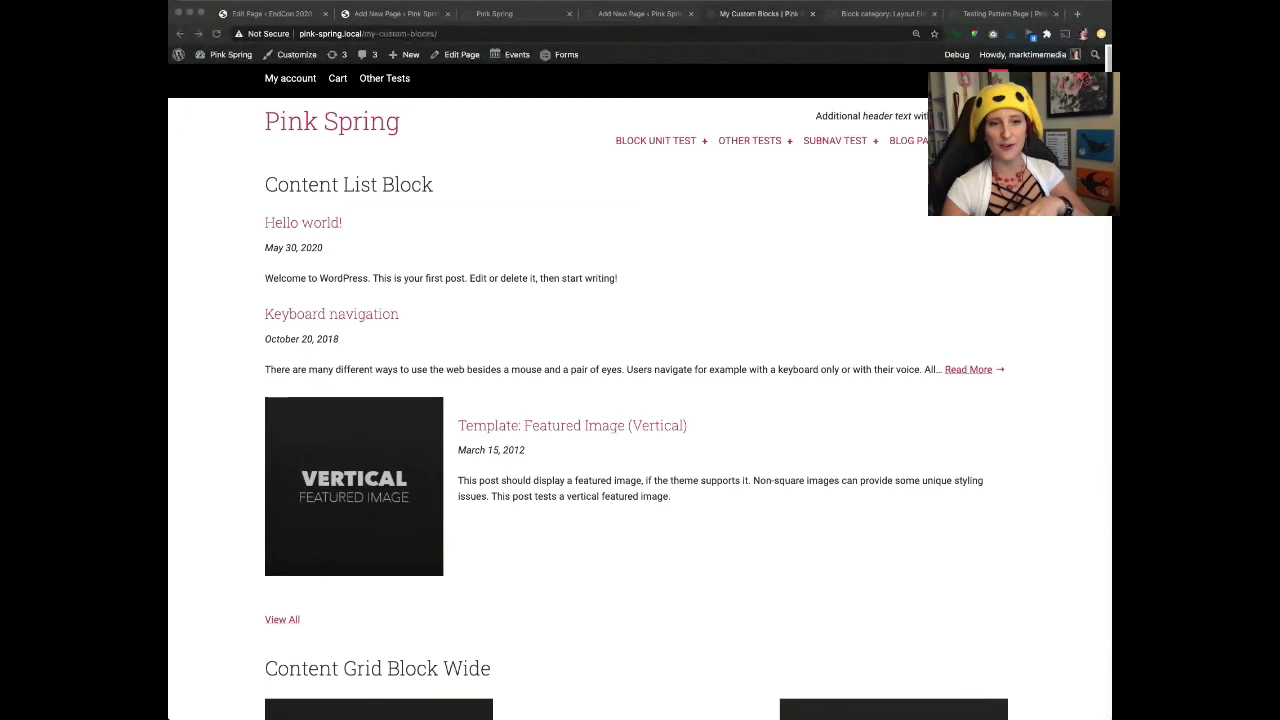 Edit Page ‹ EndCon 2020
Add New Page ‹ Pink Sprin
Pink Spring
Add New Page ‹ Pink Sprin
My Custom Blocks | Pink
Block category: Layout Ele
Testing Pattern Page | Pink
Not Secure
pink-spring.local/my-custom-blocks/
Pink Spring
Customize
3
3
New
Edit Page
Events
Forms
Debug
Howdy, marktimemedia
My account
Cart
Other Tests
Pink Spring
Additional header text wit
BLOCK UNIT TEST +
OTHER TESTS +
SUBNAV TEST +
BLOG PA
Content List Block
Hello world!
May 30, 2020
Welcome to WordPress. This is your first post. Edit or delete it, then start writing!
Keyboard navigation
October 20, 2018
There are many different ways to use the web besides a mouse and a pair of eyes. Users navigate for example with a keyboard only or with their voice. All... Read More →
VERTICAL
FEATURED IMAGE
Template: Featured Image (Vertical)
March 15, 2012
This post should display a featured image, if the theme supports it. Non-square images can provide some unique styling
issues. This post tests a vertical featured image.
View All
Content Grid Block Wide